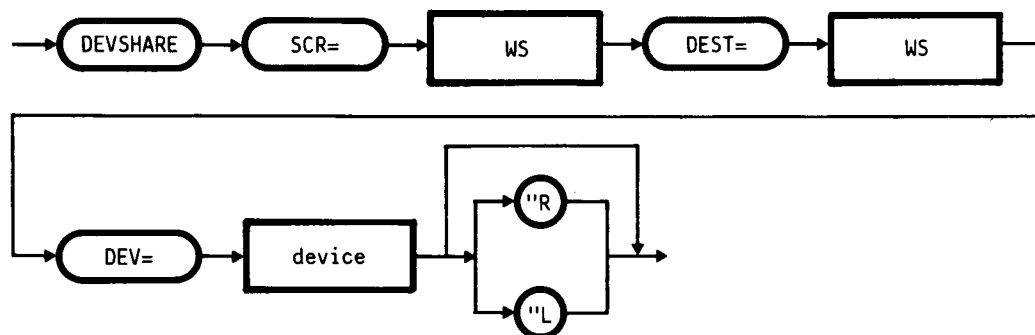 DEVSHARE SCR= WS DEST= WS
DEV= device "R
"L